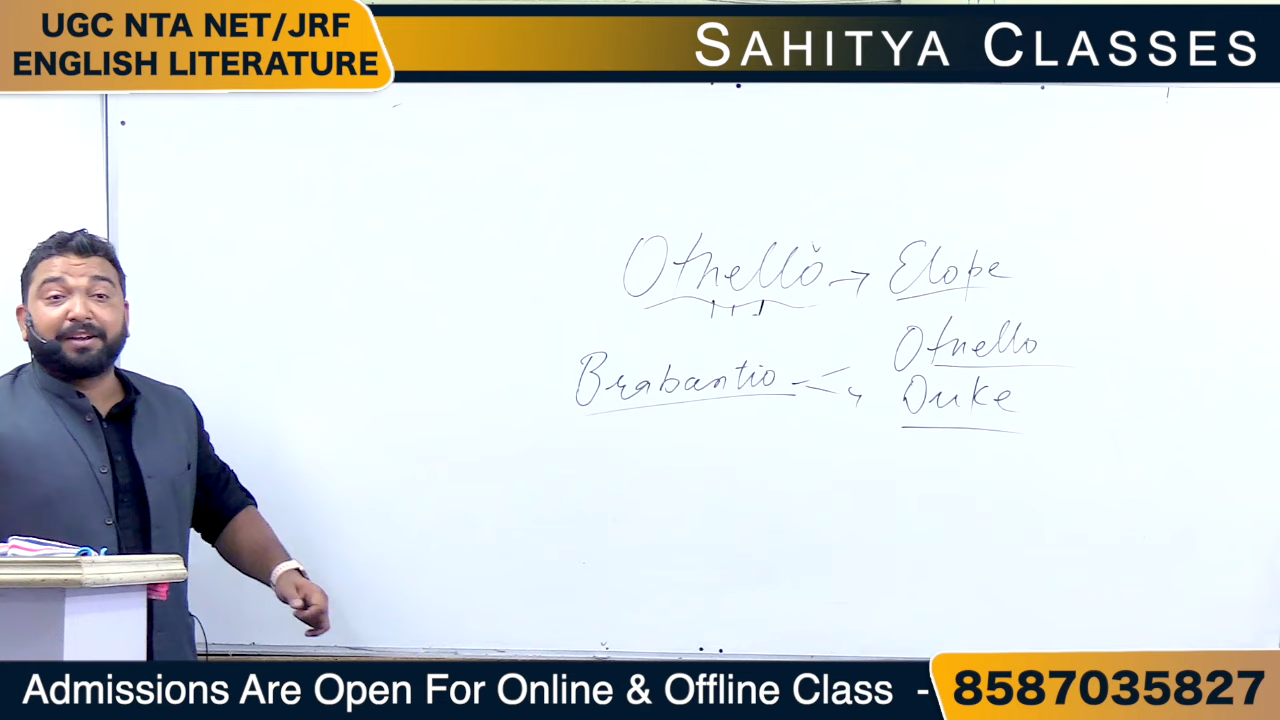 UGC NTA NET/JRF
ENGLISH LITERATURE
SAHITYA CLASSES
Othello → Elope
Brabantio
Othello
Duke
Admissions Are Open For Online & Offline Class - 8587035827